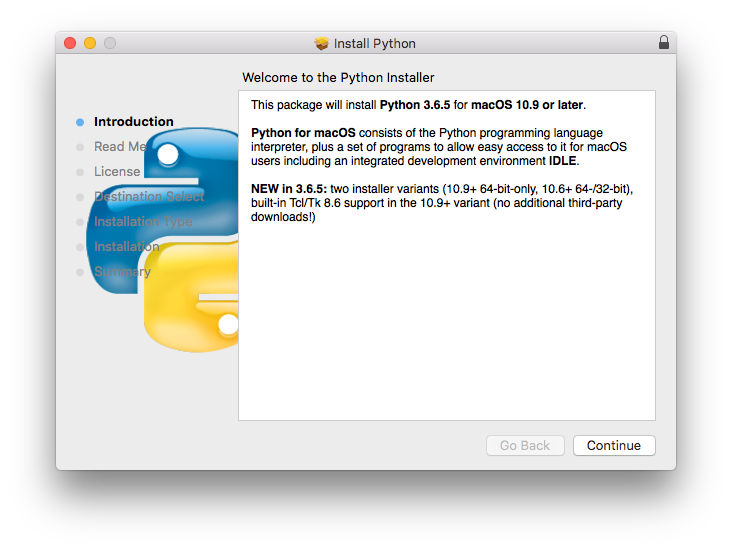 Install Python
Welcome to the Python Installer
Introduction
Read Me
License
Destination Select
Installation Type
Installation
Summary
This package will install Python 3.6.5 for macOS 10.9 or later.
Python for macOS consists of the Python programming language
interpreter, plus a set of programs to allow easy access to it for macOS
users including an integrated development environment IDLE.
NEW in 3.6.5: two installer variants (10.9+ 64-bit-only, 10.6+ 64-/32-bit),
built-in Tcl/Tk 8.6 support in the 10.9+ variant (no additional third-party
downloads!)
Go Back
Continue